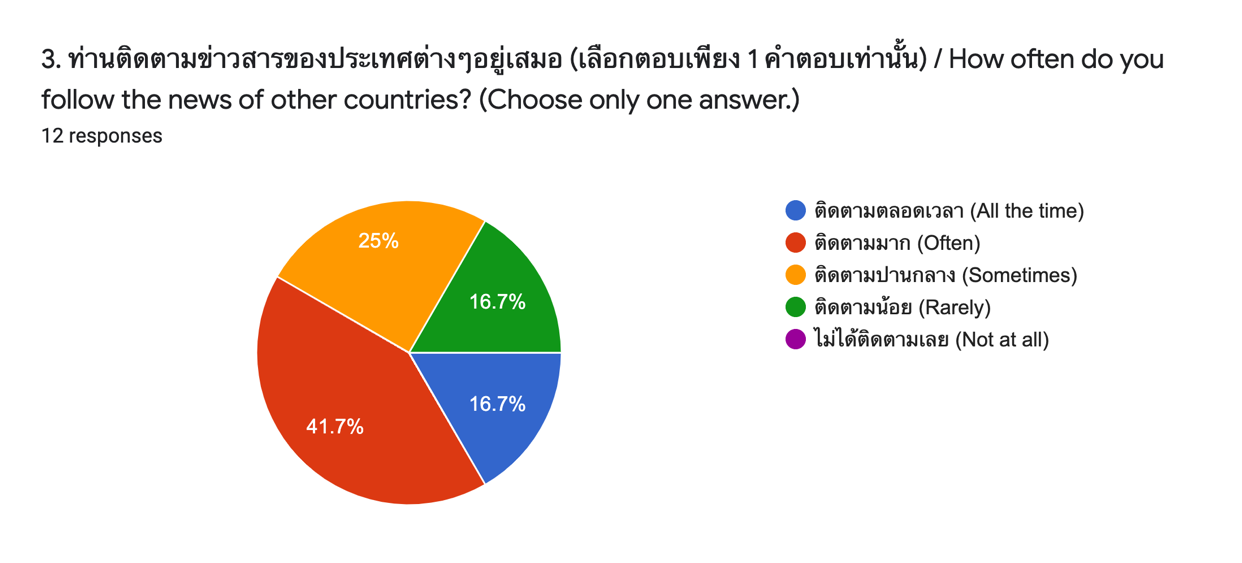 3. ท่านติดตามข่าวสารของประเทศต่างๆอยู่เสมอ (เลือกตอบเพียง 1 คำตอบเท่านั้น) / How often do you
follow the news of other countries? (Choose only one answer.)
12 responses
25%
16.7%
16.7%
41.7%
ติดตามตลอดเวลา (All the time)
ติดตามมาก (Often)
ติดตามปานกลาง (Sometimes)
ติดตามน้อย (Rarely)
ไม่ได้ติดตามเลย (Not at all)